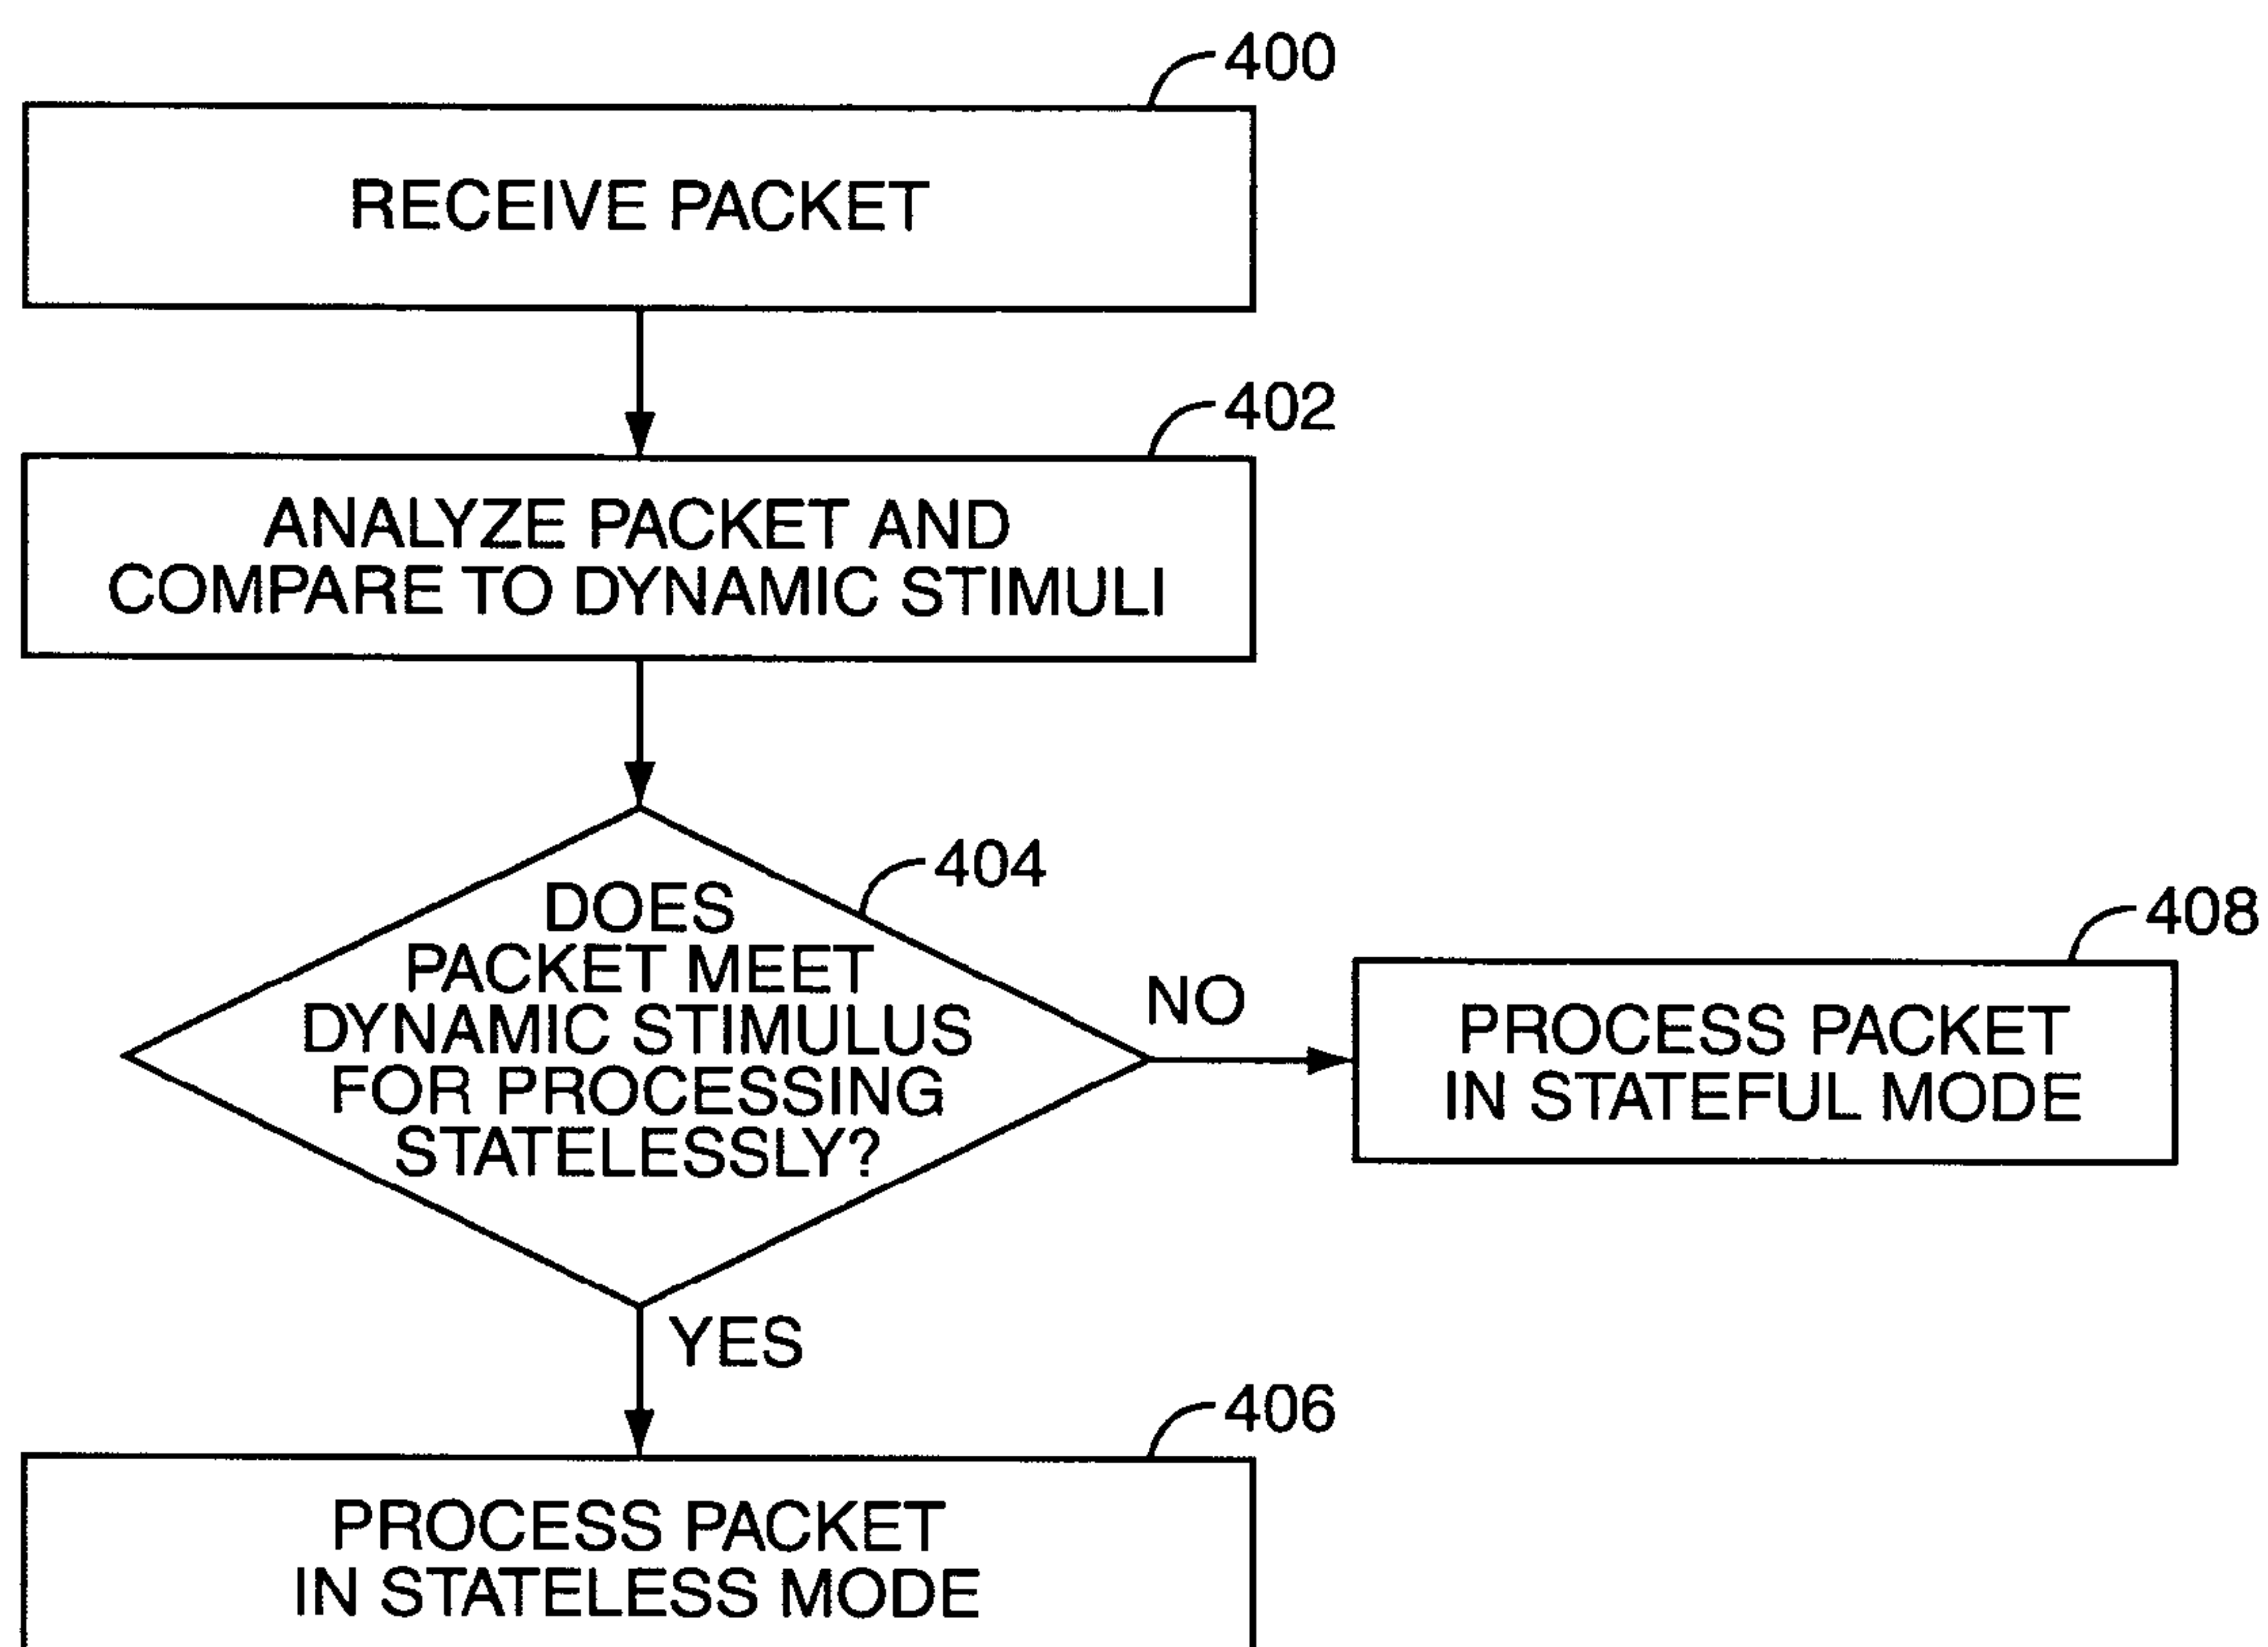 400
RECEIVE PACKET
402
ANALYZE PACKET AND
COMPARE TO DYNAMIC STIMULI
404
DOES
PACKET MEET
DYNAMIC STIMULUS
FOR PROCESSING
STATELESSLY?
NO
408
PROCESS PACKET
IN STATEFUL MODE
YES
406
PROCESS PACKET
IN STATELESS MODE